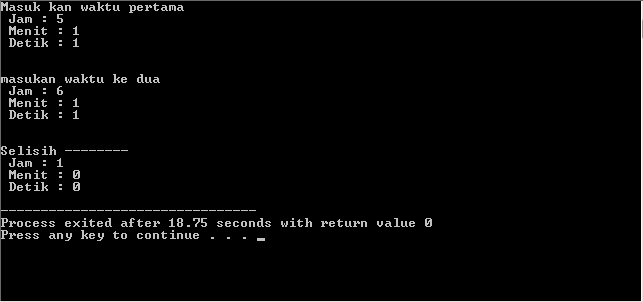 Masuk kan waktu pertama
Jam : 5
Menit : 1
Detik : 1
masukan waktu ke dua
Jam : 6
Menit : 1
Detik : 1
Selisih --------
Jam : 1
Menit : 0
Detik : 0
--------------------------------
Process exited after 18.75 seconds with return value 0
Press any key to continue . . . _